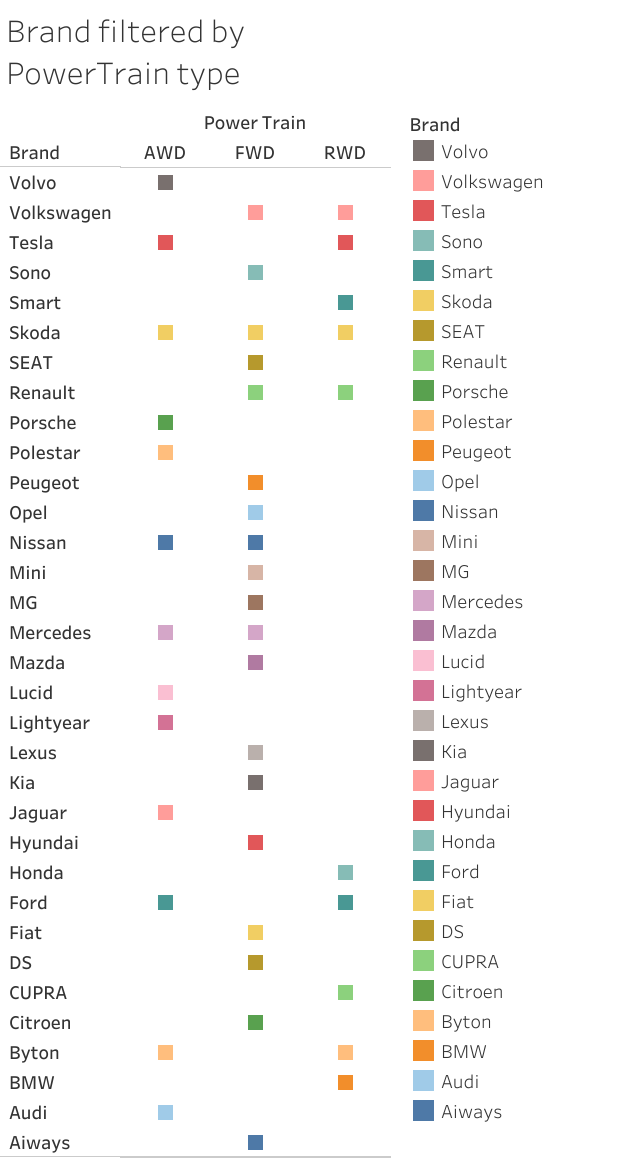 Brand filtered by
PowerTrain type
Power Train
Brand AWD FWD RWD
Volvo
Volkswagen
Tesla
Sono
Smart
Skoda
SEAT
Renault
Porsche
Polestar
Peugeot
Opel
Nissan
Mini
MG
Mercedes
Mazda
Lucid
Lightyear
Lexus
Kia
Jaguar
Hyundai
Honda
Ford
Fiat
DS
CUPRA
Citroen
Byton
BMW
Audi
Aiways
Brand
Volvo
Volkswagen
Tesla
Sono
Smart
Skoda
SEAT
Renault
Porsche
Polestar
Peugeot
Opel
Nissan
Mini
MG
Mercedes
Mazda
Lucid
Lightyear
Lexus
Kia
Jaguar
Hyundai
Honda
Ford
Fiat
DS
CUPRA
Citroen
Byton
BMW
Audi
Aiways